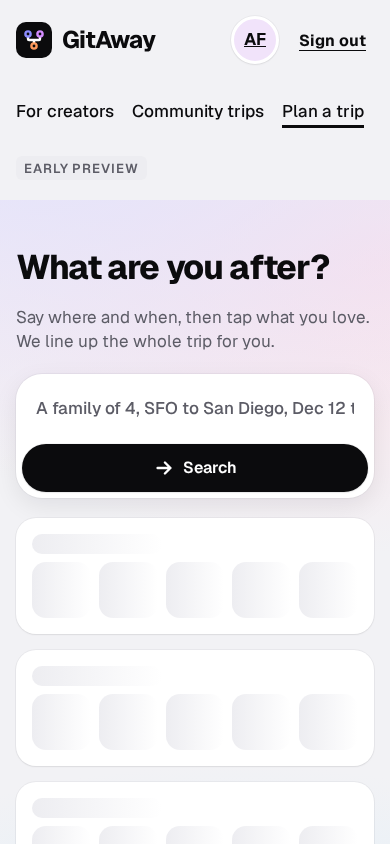 GitAway
AF
Sign out
For creators
Community trips
Plan a trip
EARLY PREVIEW
What are you after?
Say where and when, then tap what you love.
We line up the whole trip for you.
A family of 4, SFO to San Diego, Dec 12 t
Search